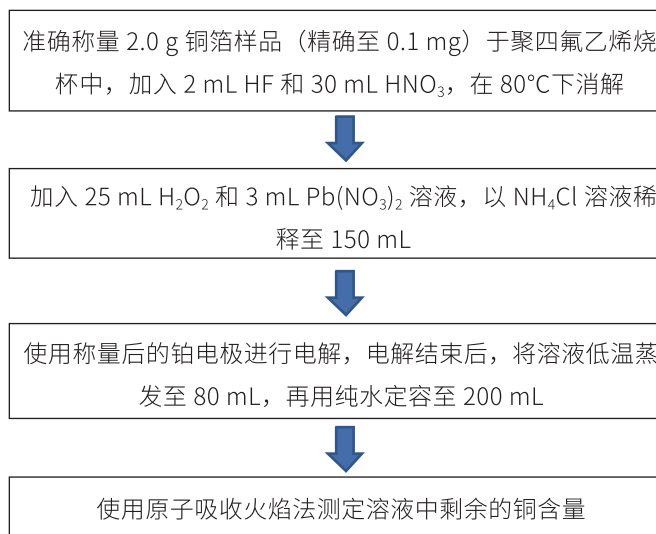 准确称量 2.0 g 铜箔样品（精确至 0.1 mg）于聚四氟乙烯烧
杯中，加入 2 mL HF 和 30 mL HNO₃，在 80°C下消解
加入 25 mL H₂O₂ 和 3 mL Pb(NO₃)₂ 溶液，以 NH₄Cl 溶液稀
释至 150 mL
使用称量后的铂电极进行电解，电解结束后，将溶液低温蒸
发至 80 mL，再用纯水定容至 200 mL
使用原子吸收火焰法测定溶液中剩余的铜含量